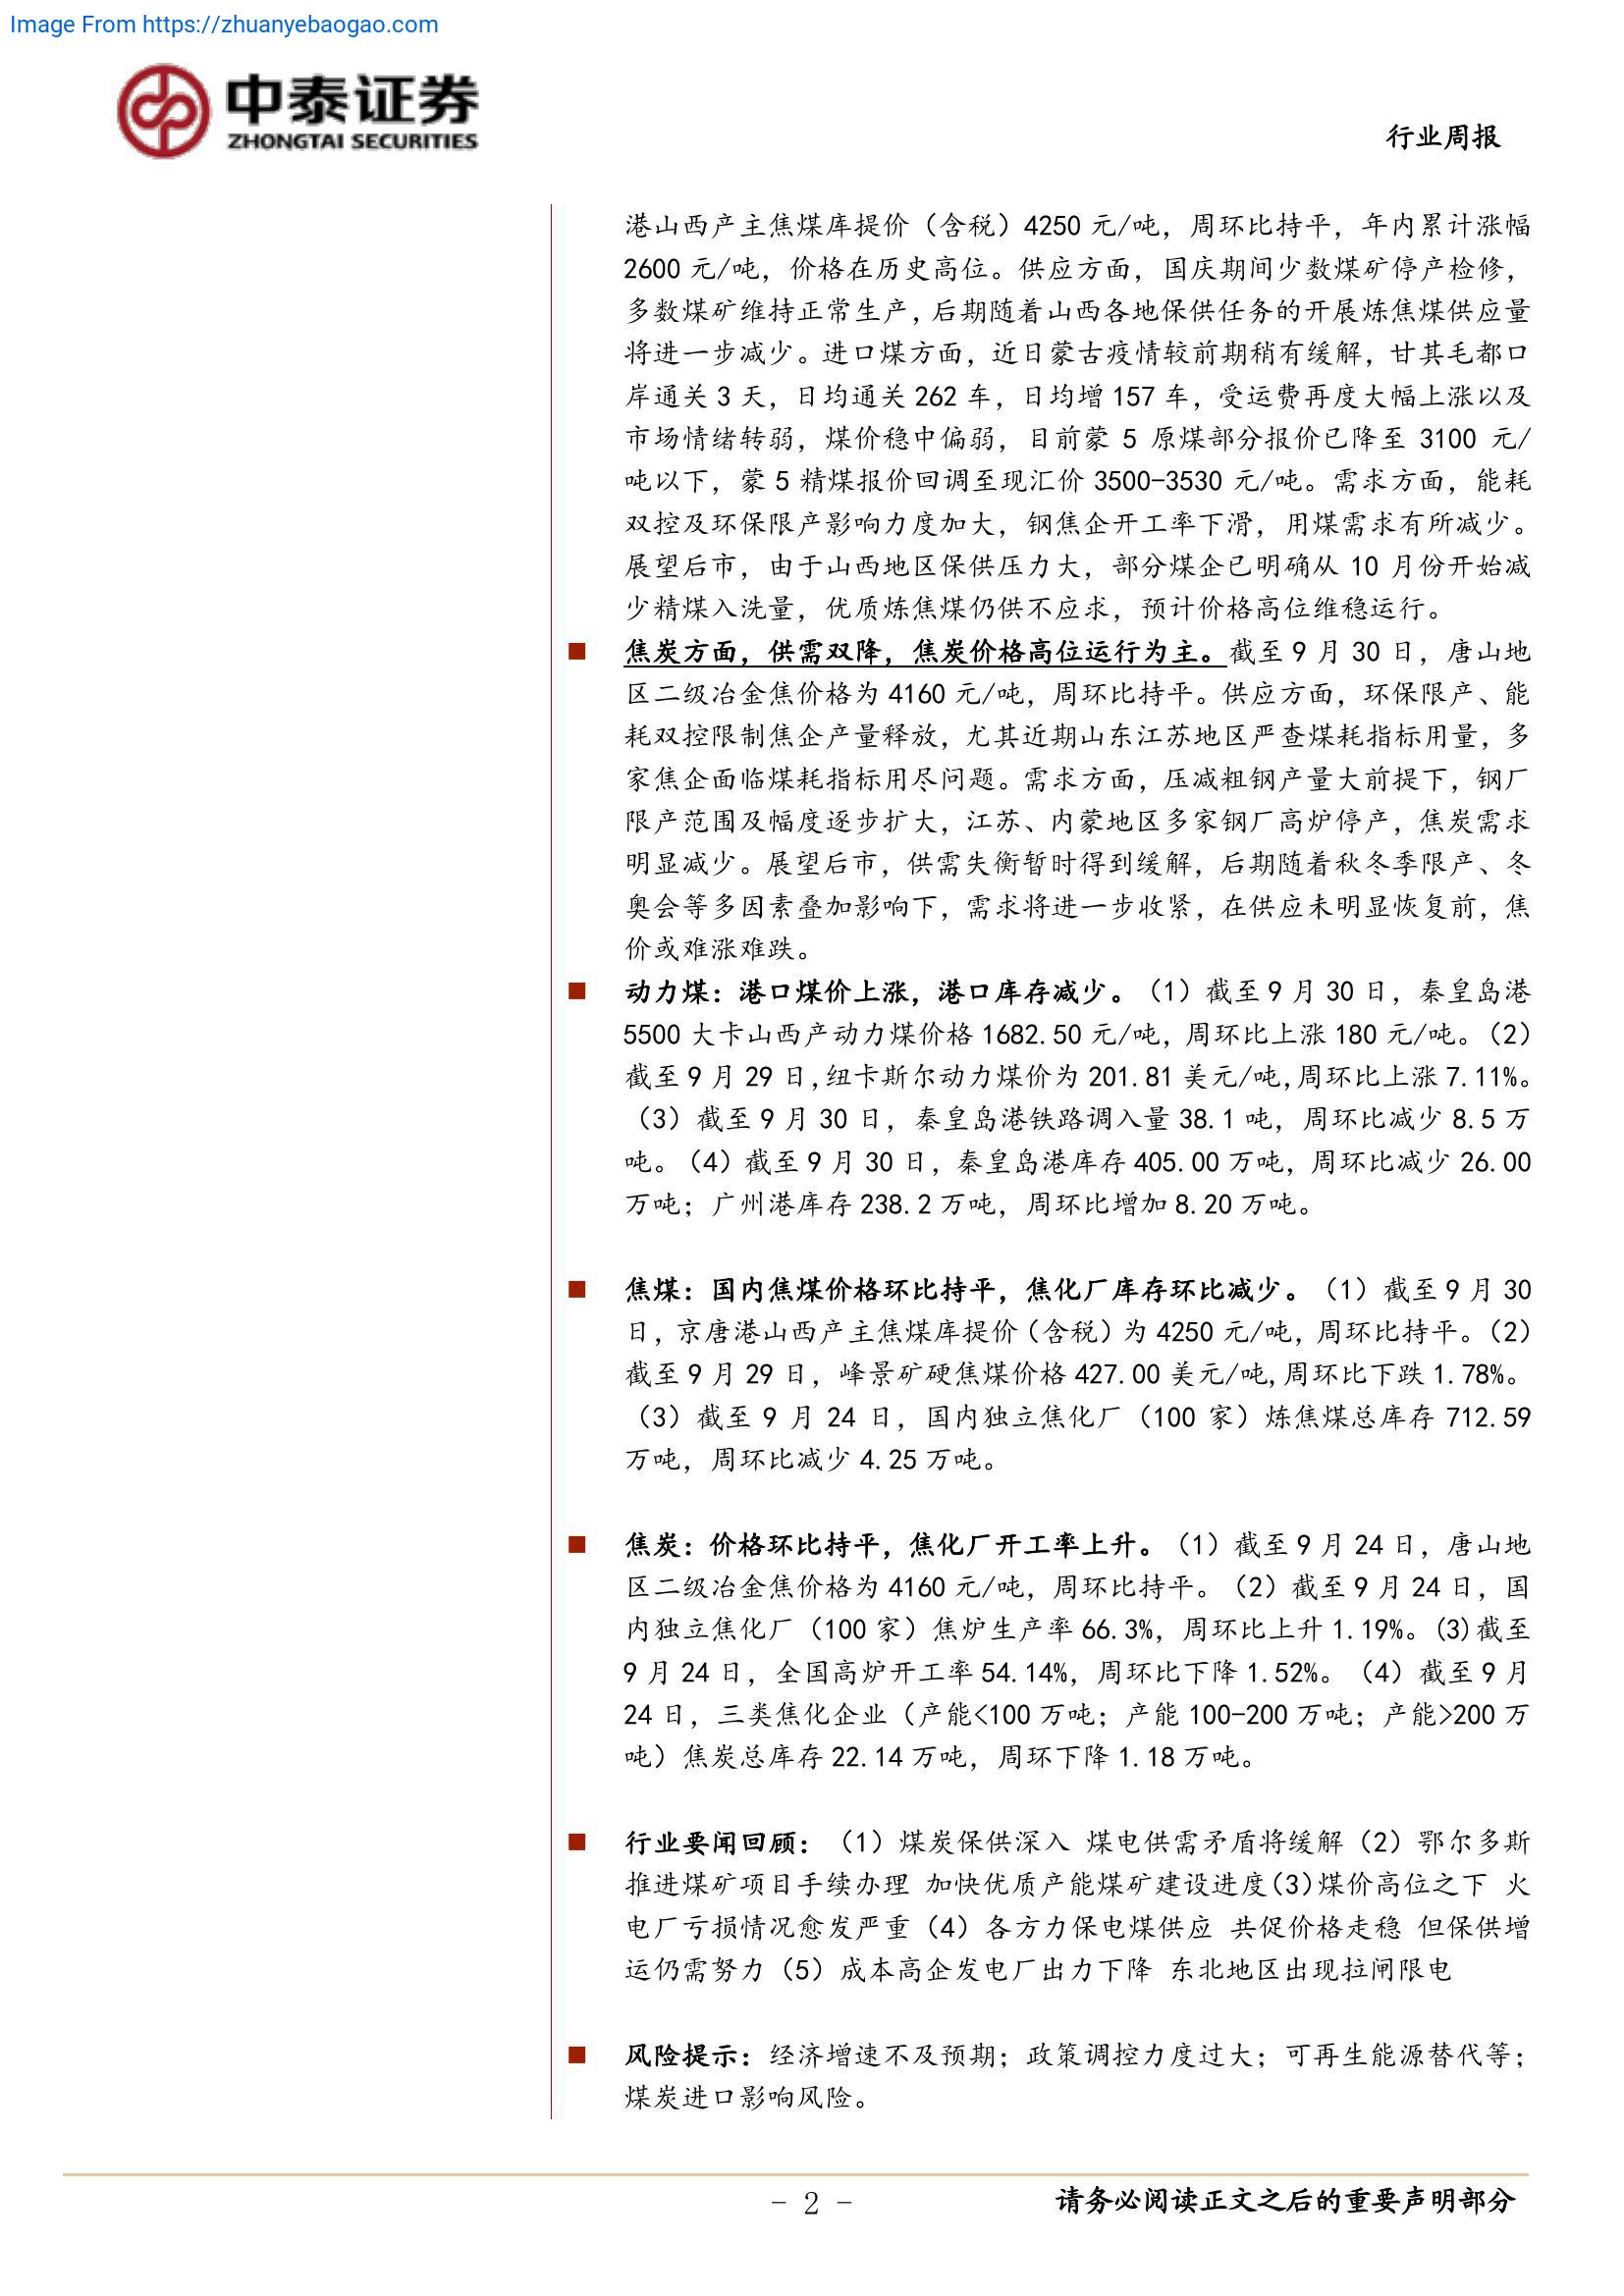 Image From https://zhuanyebaogao.com
中泰证券
ZHONGTAI SECURITIES
行业周报
港山西产主焦煤库提价（含税）4250 元/吨，周环比持平，年内累计涨幅
2600 元/吨，价格在历史高位。供应方面，国庆期间少数煤矿停产检修，
多数煤矿维持正常生产，后期随着山西各地保供任务的开展炼焦煤供应量
将进一步减少。进口煤方面，近日蒙古疫情较前期稍有缓解，甘其毛都口
岸通关 3 天，日均通关 262 车，日均增 157 车，受运费再度大幅上涨以及
市场情绪转弱，煤价稳中偏弱，目前蒙 5 原煤部分报价已降至 3100 元/
吨以下，蒙 5 精煤报价回调至现汇价 3500-3530 元/吨。需求方面，能耗
双控及环保限产影响力度加大，钢焦企开工率下滑，用煤需求有所减少。
展望后市，由于山西地区保供压力大，部分煤企已明确从 10 月份开始减
少精煤入洗量，优质炼焦煤仍供不应求，预计价格高位维稳运行。
■ 焦炭方面，供需双降，焦炭价格高位运行为主。截至 9 月 30 日，唐山地
区二级冶金焦价格为 4160 元/吨，周环比持平。供应方面，环保限产、能
耗双控限制焦企产量释放，尤其近期山东江苏地区严查煤耗指标用量，多
家焦企面临煤耗指标用尽问题。需求方面，压减粗钢产量大前提下，钢厂
限产范围及幅度逐步扩大，江苏、内蒙地区多家钢厂高炉停产，焦炭需求
明显减少。展望后市，供需失衡暂时得到缓解，后期随着秋冬季限产、冬
奥会等多因素叠加影响下，需求将进一步收紧，在供应未明显恢复前，焦
价或难涨难跌。
■ 动力煤：港口煤价上涨，港口库存减少。（1）截至 9 月 30 日，秦皇岛港
5500 大卡山西产动力煤价格 1682.50 元/吨，周环比上涨 180 元/吨。（2）
截至 9 月 29 日,纽卡斯尔动力煤价为 201.81 美元/吨,周环比上涨 7.11%。
（3）截至 9 月 30 日，秦皇岛港铁路调入量 38.1 吨，周环比减少 8.5 万
吨。（4）截至 9 月 30 日，秦皇岛港库存 405.00 万吨，周环比减少 26.00
万吨；广州港库存 238.2 万吨，周环比增加 8.20 万吨。
■ 焦煤：国内焦煤价格环比持平，焦化厂库存环比减少。（1）截至 9 月 30
日，京唐港山西产主焦煤库提价（含税）为 4250 元/吨，周环比持平。（2）
截至 9 月 29 日，峰景矿硬焦煤价格 427.00 美元/吨,周环比下跌 1.78%。
（3）截至 9 月 24 日，国内独立焦化厂（100 家）炼焦煤总库存 712.59
万吨，周环比减少 4.25 万吨。
■ 焦炭：价格环比持平，焦化厂开工率上升。（1）截至 9 月 24 日，唐山地
区二级冶金焦价格为 4160 元/吨，周环比持平。（2）截至 9 月 24 日，国
内独立焦化厂（100 家）焦炉生产率 66.3%，周环比上升 1.19%。(3)截至
9 月 24 日，全国高炉开工率 54.14%，周环比下降 1.52%。（4）截至 9 月
24 日，三类焦化企业（产能<100 万吨；产能 100-200 万吨；产能>200 万
吨）焦炭总库存 22.14 万吨，周环下降 1.18 万吨。
■ 行业要闻回顾：（1）煤炭保供深入 煤电供需矛盾将缓解（2）鄂尔多斯
推进煤矿项目手续办理 加快优质产能煤矿建设进度(3)煤价高位之下 火
电厂亏损情况愈发严重（4）各方力保电煤供应 共促价格走稳 但保供增
运仍需努力（5）成本高企发电厂出力下降 东北地区出现拉闸限电
■ 风险提示：经济增速不及预期；政策调控力度过大；可再生能源替代等；
煤炭进口影响风险。
- 2 -
请务必阅读正文之后的重要声明部分